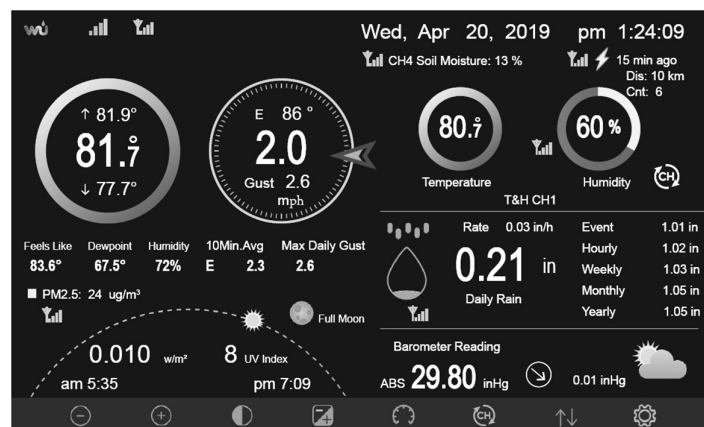 wu
Wed, Apr 20, 2019 pm 1:24:09
CH4 Soil Moisture: 13 %
15 min ago
Dis: 10 km
Cnt: 6
↑ 81.9°
81.7°
↓ 77.7°
E 86 °
2.0
Gust 2.6
mph
80.7°
Temperature
60 %
Humidity
CH
T&H CH1
Feels Like Dewpoint Humidity 10Min.Avg Max Daily Gust
83.6° 67.5° 72% E 2.3 2.6
PM2.5: 24 ug/m³
Full Moon
0.010 w/m² 8 UV Index
am 5:35 pm 7:09
Rate 0.03 in/h
0.21 in
Daily Rain
Event 1.01 in
Hourly 1.02 in
Weekly 1.03 in
Monthly 1.05 in
Yearly 1.05 in
Barometer Reading
ABS 29.80 inHg 0.01 inHg
CH